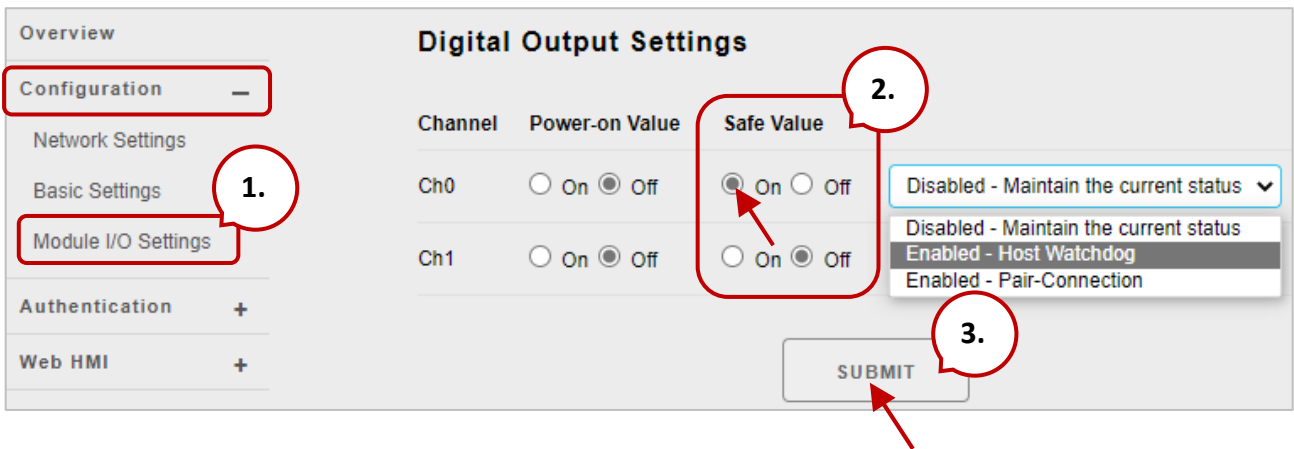 Overview
Configuration –
Network Settings
Basic Settings
1.
Module I/O Settings
Authentication +
Web HMI +
Digital Output Settings
2.
Channel Power-on Value Safe Value
Ch0 On Off On Off Disabled - Maintain the current status
Disabled - Maintain the current status
Enabled - Host Watchdog
Enabled - Pair-Connection
Ch1 On Off On Off
3.
SUBMIT